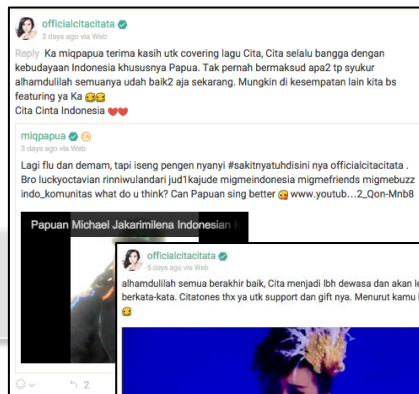 officialcitacitata
3 days ago via Web
Reply Ka miqpapua terima kasih utk covering lagu Cita, Cita selalu bangga dengan
kebudayaan Indonesia khususnya Papua. Tak pernah bermaksud apa2 tp syukur
alhamdulilah semuanya udah baik2 aja sekarang. Mungkin di kesempatan lain kita bs
featuring ya Ka 😄😄
Cita Cinta Indonesia ❤️❤️
miqpapua
3 days ago via Web
Lagi flu dan demam, tapi iseng pengen nyanyi #sakitnyatuhdisini nya officialcitacitata .
Bro luckyoctavian rinniwulandari jud1kajude migmeindonesia migmefriends migmebuzz
indo_komunitas what do u think? Can Papuan sing better 😄 www.youtub...2_Qon-Mnb8
Papuan Michael Jakarimilena Indonesian
officialcitacitata
5 days ago via Web
alhamdulilah semua berakhir baik, Cita menjadi lbh dewasa dan akan
berkata-kata. Citatones thx ya utk support dan gift nya. Menurut kamu
2